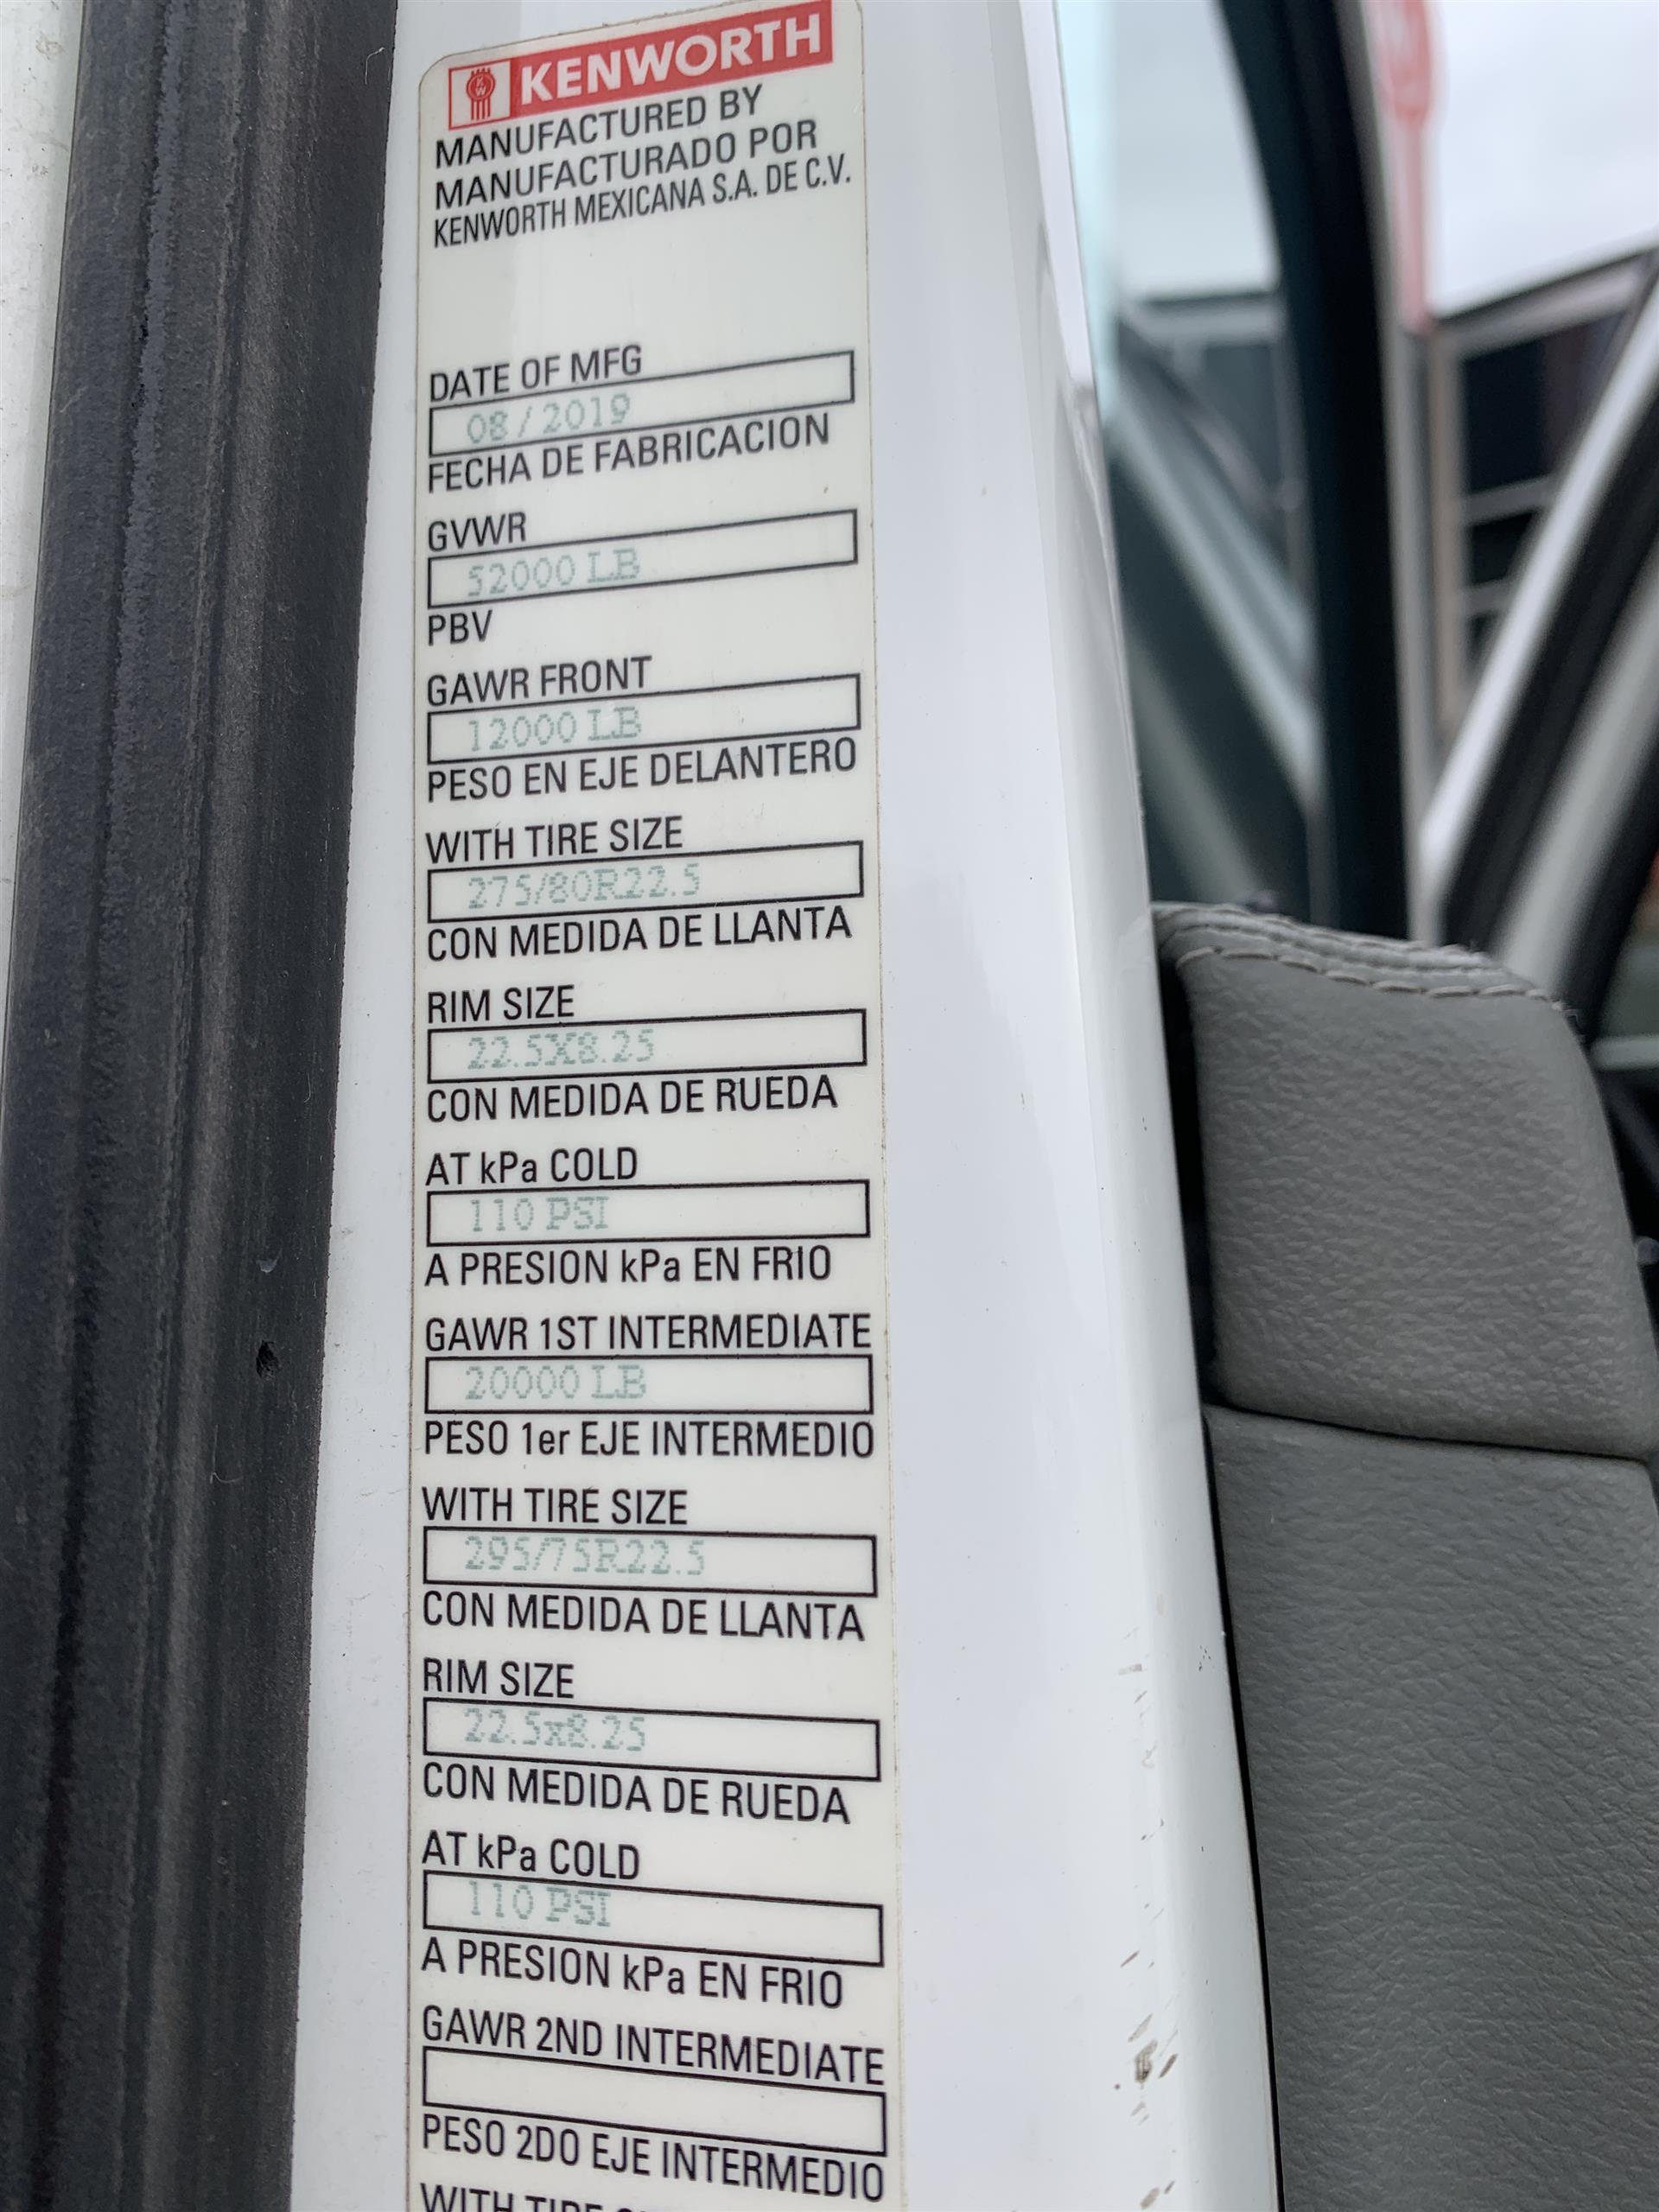 KENWORTH
MANUFACTURED BY
MANUFACTURADO POR
KENWORTH MEXICANA S.A. DE C.V.
DATE OF MFG
08/2019
FECHA DE FABRICACION
GVWR
52000 LB
PBV
GAWR FRONT
12000 LB
PESO EN EJE DELANTERO
WITH TIRE SIZE
275/80R22.5
CON MEDIDA DE LLANTA
RIM SIZE
22.5X8.25
CON MEDIDA DE RUEDA
AT kPa COLD
110 PSI
A PRESION kPa EN FRIO
GAWR 1ST INTERMEDIATE
20000 LB
PESO 1er EJE INTERMEDIO
WITH TIRE SIZE
295/75R22.5
CON MEDIDA DE LLANTA
RIM SIZE
22.5x8.25
CON MEDIDA DE RUEDA
AT kPa COLD
110 PSI
A PRESION kPa EN FRIO
GAWR 2ND INTERMEDIATE
PESO 2DO EJE INTERMEDIO
WITH TIRE